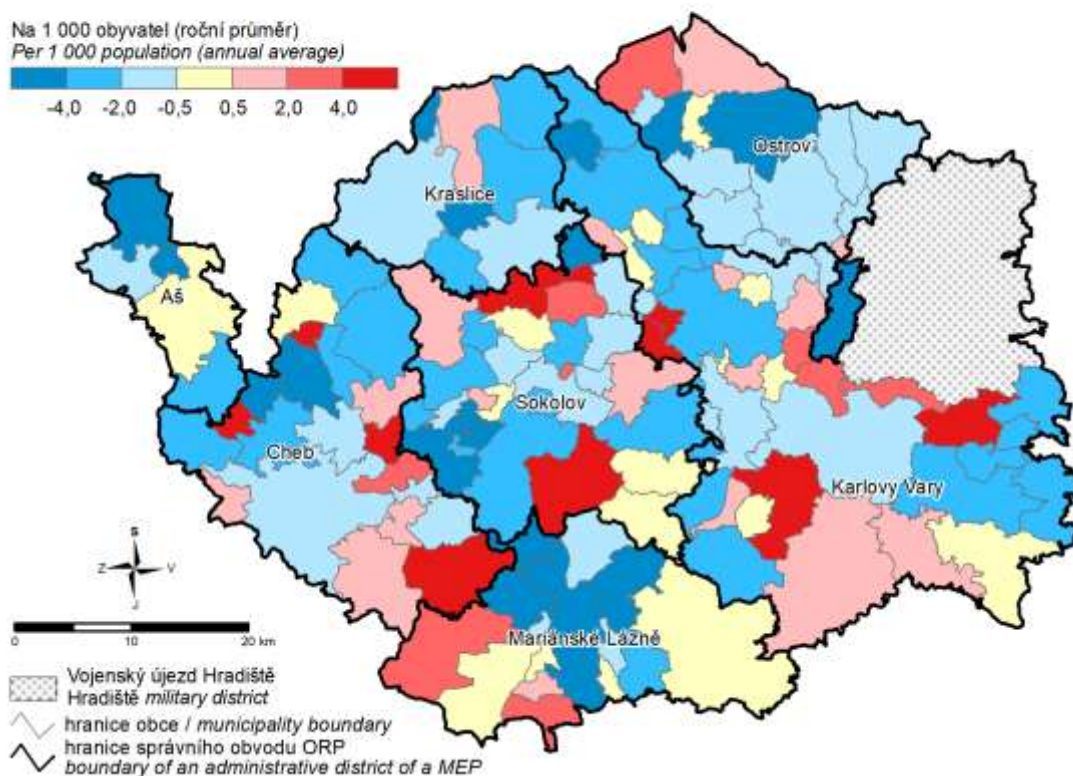 Na 1 000 obyvatel (roční průměr)
Per 1 000 population (annual average)
-4,0 -2,0 -0,5 0,5 2,0 4,0
Ostrov
Kraslice
Aš
Sokolov
Cheb
Karlovy Vary
Mariánské Lázně
S
Z V
J
0 10 20 km
Vojenský újezd Hradiště
Hradiště military district
hranice obce / municipality boundary
hranice správního obvodu ORP
boundary of an administrative district of a MEP